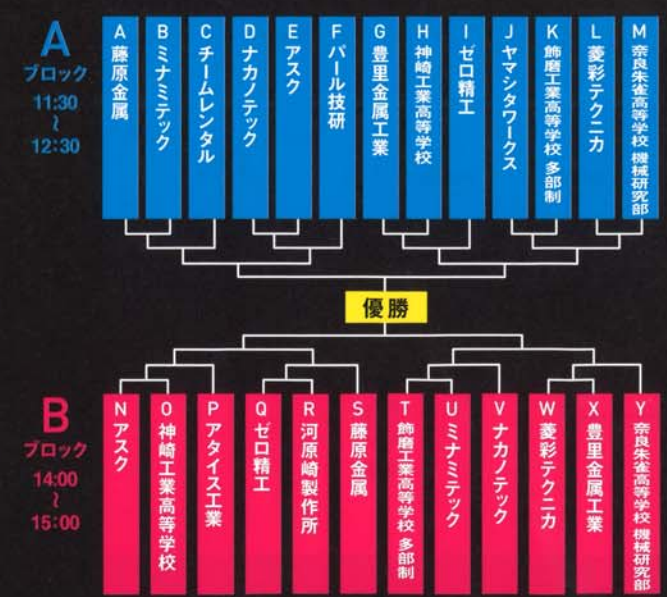 A
ブロック
11:30
～
12:30
A 藤原金属
B ミナミテック
C チームレンタル
D ナカノテック
E アスク
F パール技研
G 豊里金属工業
H 神崎工業高等学校
I ゼロ精工
J ヤマシタワークス
K 飾磨工業高等学校 多部制
L 菱彩テクニカ
M 奈良朱雀高等学校 機械研究部
優勝
B
ブロック
14:00
～
15:00
N アスク
O 神崎工業高等学校
P アタイス工業
Q ゼロ精工
R 河原崎製作所
S 藤原金属
T 飾磨工業高等学校 多部制
U ミナミテック
V ナカノテック
W 菱彩テクニカ
X 豊里金属工業
Y 奈良朱雀高等学校 機械研究部